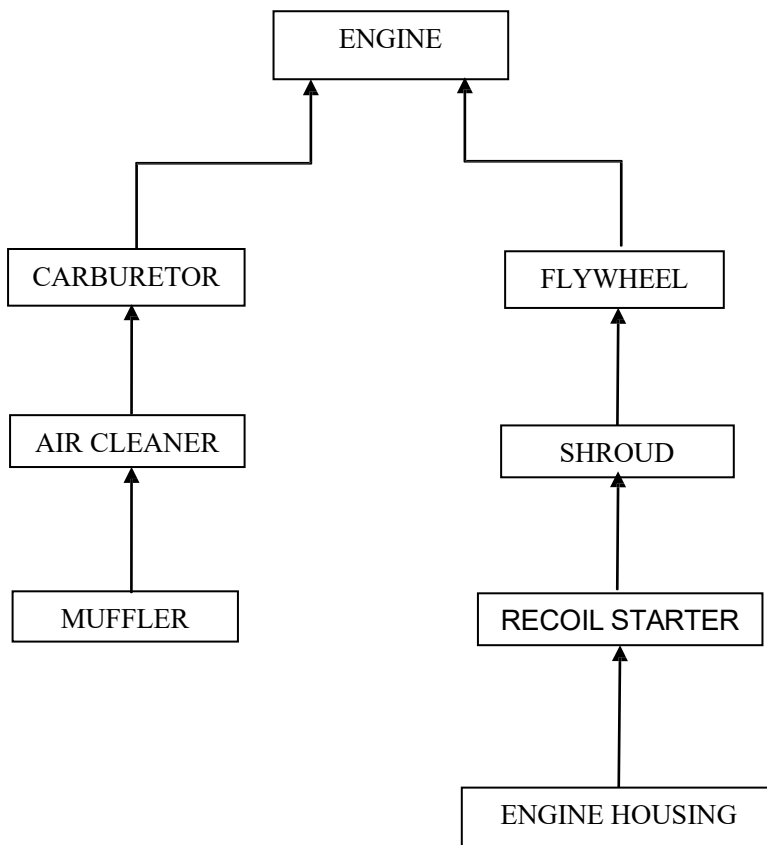 ENGINE
CARBURETOR
FLYWHEEL
AIR CLEANER
SHROUD
MUFFLER
RECOIL STARTER
ENGINE HOUSING